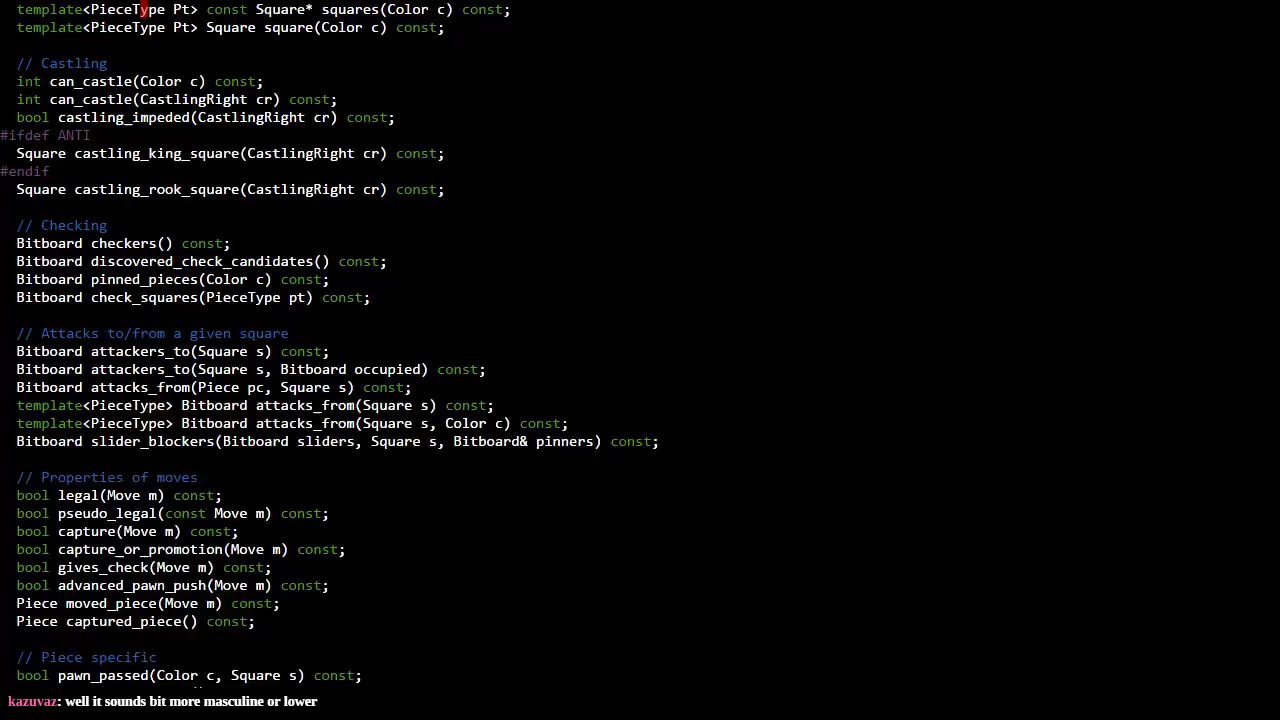 template<PieceType Pt> const Square* squares(Color c) const;
template<PieceType Pt> Square square(Color c) const;
// Castling
int can_castle(Color c) const;
int can_castle(CastlingRight cr) const;
bool castling_impeded(CastlingRight cr) const;
#ifdef ANTI
Square castling_king_square(CastlingRight cr) const;
#endif
Square castling_rook_square(CastlingRight cr) const;
// Checking
Bitboard checkers() const;
Bitboard discovered_check_candidates() const;
Bitboard pinned_pieces(Color c) const;
Bitboard check_squares(PieceType pt) const;
// Attacks to/from a given square
Bitboard attackers_to(Square s) const;
Bitboard attackers_to(Square s, Bitboard occupied) const;
Bitboard attacks_from(Piece pc, Square s) const;
template<PieceType> Bitboard attacks_from(Square s) const;
template<PieceType> Bitboard attacks_from(Square s, Color c) const;
Bitboard slider_blockers(Bitboard sliders, Square s, Bitboard& pinners) const;
// Properties of moves
bool legal(Move m) const;
bool pseudo_legal(const Move m) const;
bool capture(Move m) const;
bool capture_or_promotion(Move m) const;
bool gives_check(Move m) const;
bool advanced_pawn_push(Move m) const;
Piece moved_piece(Move m) const;
Piece captured_piece() const;
// Piece specific
bool pawn_passed(Color c, Square s) const;
kazuvaz: well it sounds bit more masculine or lower